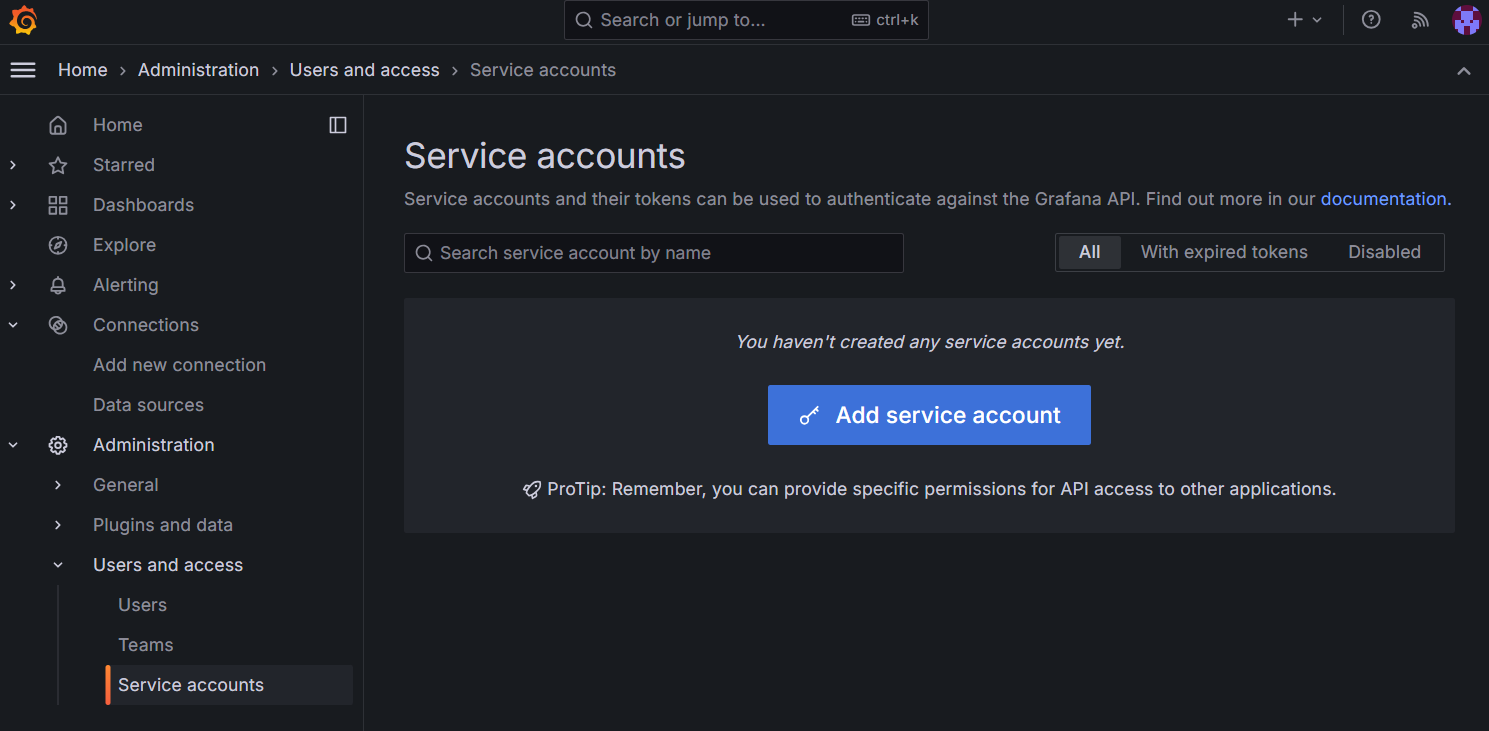 Search or jump to... ctrl+k
Home › Administration › Users and access › Service accounts
Home
Starred
Dashboards
Explore
Alerting
Connections
Add new connection
Data sources
Administration
General
Plugins and data
Users and access
Users
Teams
Service accounts
Service accounts
Service accounts and their tokens can be used to authenticate against the Grafana API. Find out more in our documentation.
Search service account by name
All With expired tokens Disabled
You haven't created any service accounts yet.
Add service account
ProTip: Remember, you can provide specific permissions for API access to other applications.